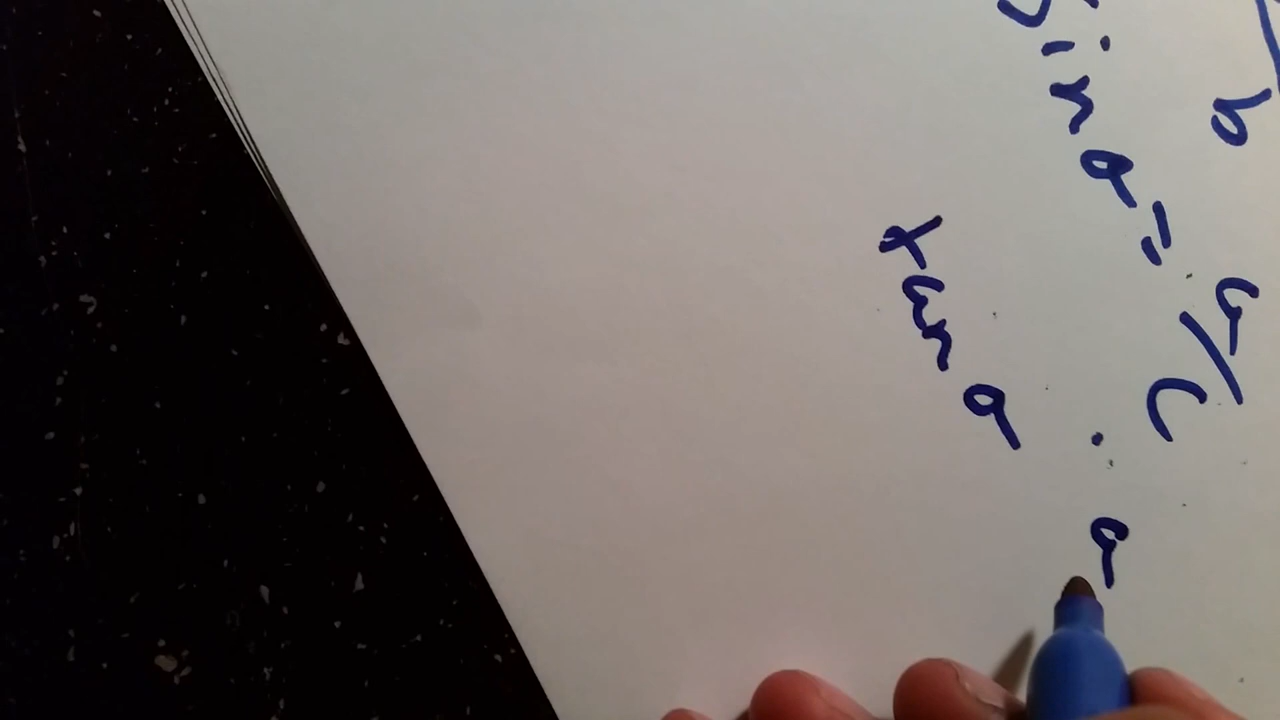 b
Sin a = a/c
tan a . a